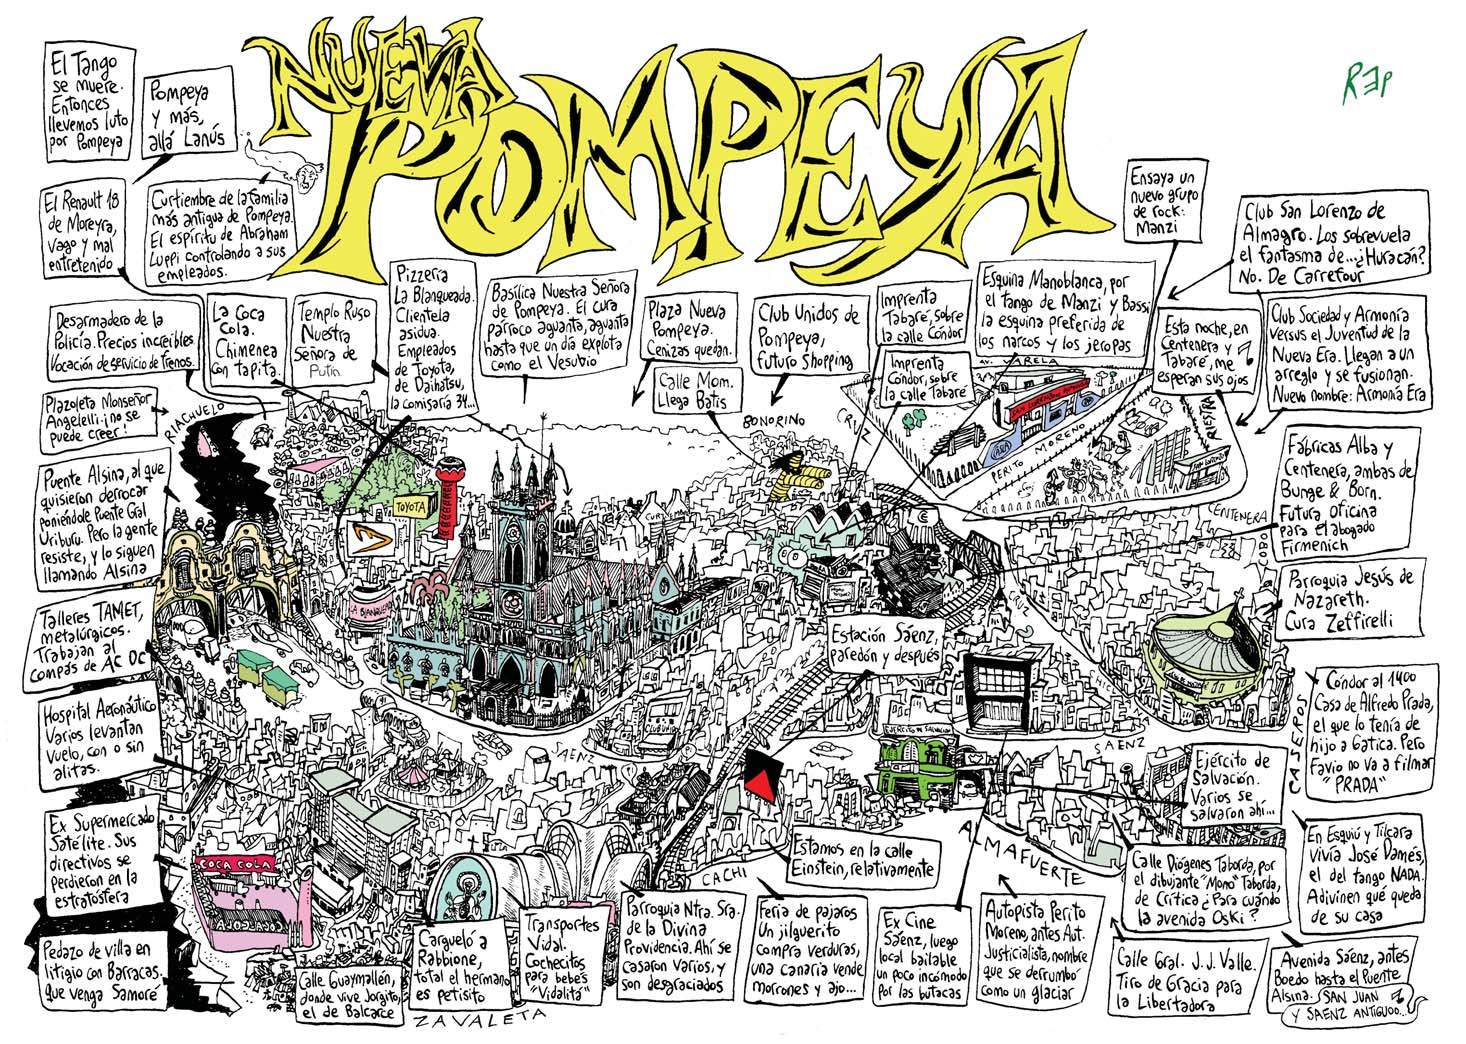 NUEVA
POMPEYA
REP
El Tango
se muere.
Entonces
llevemos luto
por Pompeya
Pompeya
y más,
allá Lanús
El Renault 18
de Moreyra,
vago y mal
entretenido
Curtiembre de la familia
más antigua de Pompeya.
El espíritu de Abraham
Luppi controlando a sus
empleados.
Desarmadero de la
Policía. Precios increíbles.
Vocación de servicio de frenos.
La Coca
Cola.
Chimenea
con tapita.
Templo Ruso
Nuestra
Señora de
Putin
Pizzería
La Blanqueada.
Clientela
asidua.
Empleados
de Toyota,
de Daihatsu,
la comisaría 34...
Basílica Nuestra Señora
de Pompeya. El cura
párroco aguanta, aguanta
hasta que un día explota
como el Vesubio
Plaza Nueva
Pompeya.
Cenizas quedan.
Calle Mom.
Llega Batis
Club Unidos de
Pompeya,
futuro shopping
Imprenta
Tabaré, sobre
la calle Cóndor
Imprenta
Cóndor, sobre
la calle Tabaré
Esquina Manoblanca, por
el tango de Manzi y Bassi
la esquina preferida de
los narcos y los jeropas
Ensaya un
nuevo grupo
de rock:
Manzi
Esta noche, en
Centenera y
Tabaré, me
esperan sus ojos
Club San Lorenzo de
Almagro. Los sobrevuela
el fantasma de...¿Huracán?
No. De Carrefour
Club Sociedad y Armonía
versus el Juventud de la
Nueva Era. Llegan a un
arreglo y se fusionan.
Nuevo nombre: Armonía Era
Plazoleta Monseñor
Angelelli-¡no se
puede creer!
RIACHUELO
Puente Alsina, al que
quisieron derrocar
poniéndole Puente Gral
Uriburu. Pero la gente
resiste, y lo siguen
llamando Alsina
Talleres TAMET,
metalúrgicos.
Trabajan al
compás de AC DC
Hospital Aeronáutico
Varios levantan
vuelo, con o sin
alitas.
Ex Supermercado
Satélite. Sus
directivos se
perdieron en la
estratósfera
Pedazo de villa en
litigio con Barracas.
que venga Samoré
TOYOTA
LA BLANQUEADA
BONORINO
CRUZ
AV. VARELA
PERITO MORENO
RIESTRA
CENTENERA
COBO
CRUZ
Fábricas Alba y
Centenera, ambas de
Bunge & Born.
Futura oficina
para el abogado
Firmenich
Parroquia Jesús de
Nazareth.
Cura Zeffirelli
CASEROS
Cóndor al 1400
Casa de Alfredo Prada,
el que lo tenía de
hijo a Gatica. Pero
Favio no va a filmar
"PRADA"
Estación Sáenz,
paredón y después
SAENZ
SAENZ
EJERCITO DE SALVACION
Ejército de
Salvación.
Varios se
salvaron ahí...
En Esquiú y Tilcara
vivía José Damés,
el del tango NADA.
Adivinen qué queda
de su casa
Calle Diógenes Taborda, por
el dibujante "Mono" Taborda,
de Crítica ¿Para cuándo
la avenida Oski?
ALMAFUERTE
Estamos en la calle
Einstein, relativamente
CACHI
COCA COLA
Calle Guaymallén,
donde vive Jorgito,
el de Balcarce
ZAVALETA
Cargueló a
Rabbione,
total el hermano
es petisito
Transportes
Vidal.
Cochecitos
para bebés
"Vidalitá"
Parroquia Ntra. Sra.
de la Divina
Providencia. Ahí se
casaron varios, y
son desgraciados
Feria de pájaros
Un jilguerito
compra verduras,
una canaria vende
morrones y ajo...
Ex Cine
Sáenz, luego
local bailable
un poco incómodo
por las butacas
Autopista Perito
Moreno, antes Aut.
Justicialista, nombre
que se derrumbó
como un glaciar
Calle Gral. J.J. Valle.
Tiro de Gracia para
la Libertadora
Avenida Sáenz, antes
Boedo hasta el Puente
Alsina.
SAN JUAN
Y SAENZ ANTIGUOO...